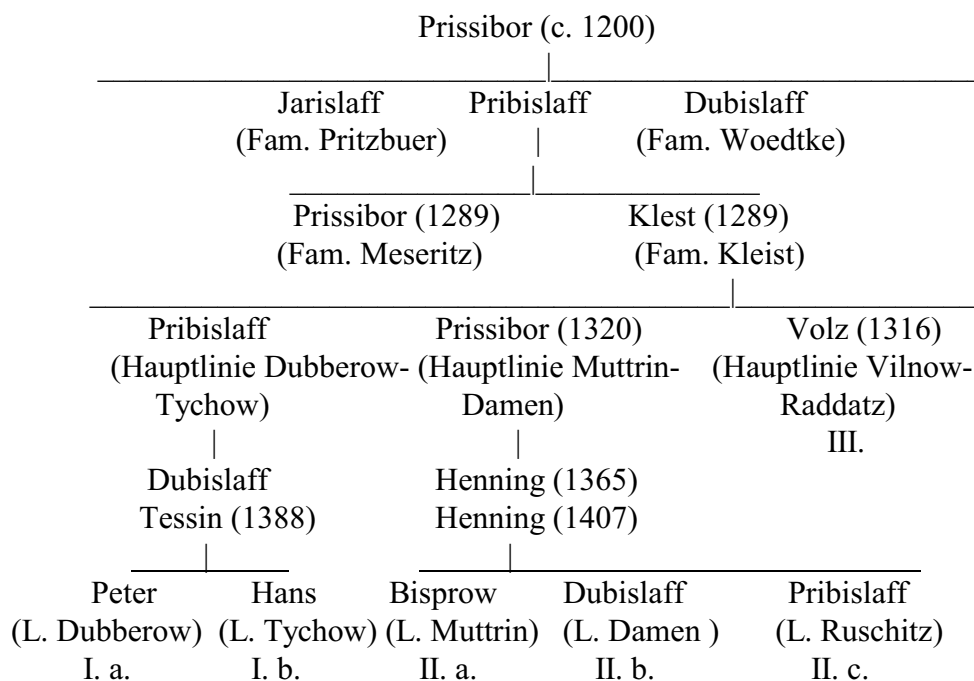 Prissibor (c. 1200)
Jarislaff Pribislaff Dubislaff
(Fam. Pritzbuer) (Fam. Woedtke)
Prissibor (1289) Klest (1289)
(Fam. Meseritz) (Fam. Kleist)
Pribislaff Prissibor (1320) Volz (1316)
(Hauptlinie Dubberow- (Hauptlinie Muttrin- (Hauptlinie Vilnow-
Tychow) Damen) Raddatz)
III.
Dubislaff Henning (1365)
Tessin (1388) Henning (1407)
Peter Hans Bisprow Dubislaff Pribislaff
(L. Dubberow) (L. Tychow) (L. Muttrin) (L. Damen ) (L. Ruschitz)
I. a. I. b. II. a. II. b. II. c.